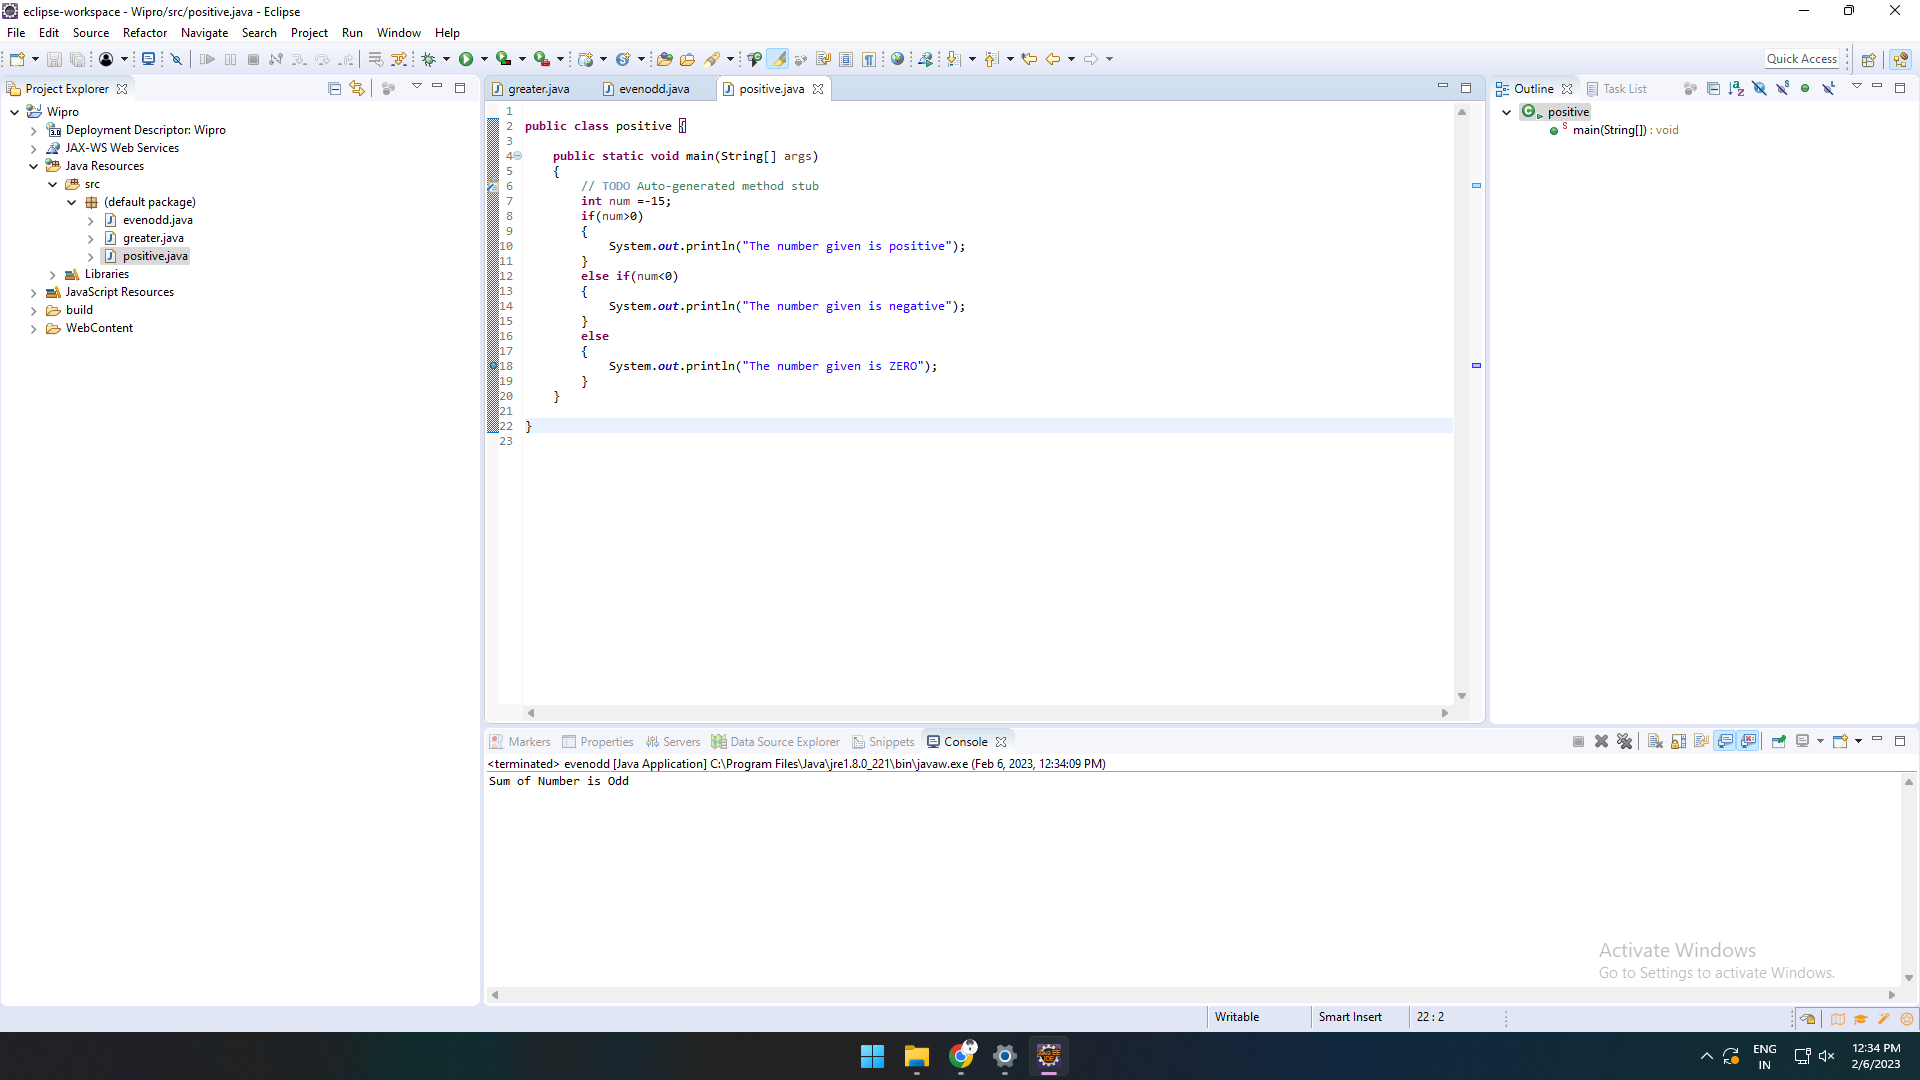 eclipse-workspace - Wipro/src/positive.java - Eclipse
File Edit Source Refactor Navigate Search Project Run Window Help
Quick Access
Project Explorer
greater.java evenodd.java positive.java
Outline Task List
Wipro
Deployment Descriptor: Wipro
JAX-WS Web Services
Java Resources
src
(default package)
evenodd.java
greater.java
positive.java
Libraries
JavaScript Resources
build
WebContent
1
2 public class positive {
3
4 public static void main(String[] args)
5 {
6 // TODO Auto-generated method stub
7 int num =-15;
8 if(num>0)
9 {
10 System.out.println("The number given is positive");
11 }
12 else if(num<0)
13 {
14 System.out.println("The number given is negative");
15 }
16 else
17 {
18 System.out.println("The number given is ZERO");
19 }
20 }
21
22 }
23
positive
main(String[]) : void
Markers Properties Servers Data Source Explorer Snippets Console
<terminated> evenodd [Java Application] C:\Program Files\Java\jre1.8.0_221\bin\javaw.exe (Feb 6, 2023, 12:34:09 PM)
Sum of Number is Odd
Activate Windows
Go to Settings to activate Windows.
Writable Smart Insert 22 : 2
ENG
IN
12:34 PM
2/6/2023